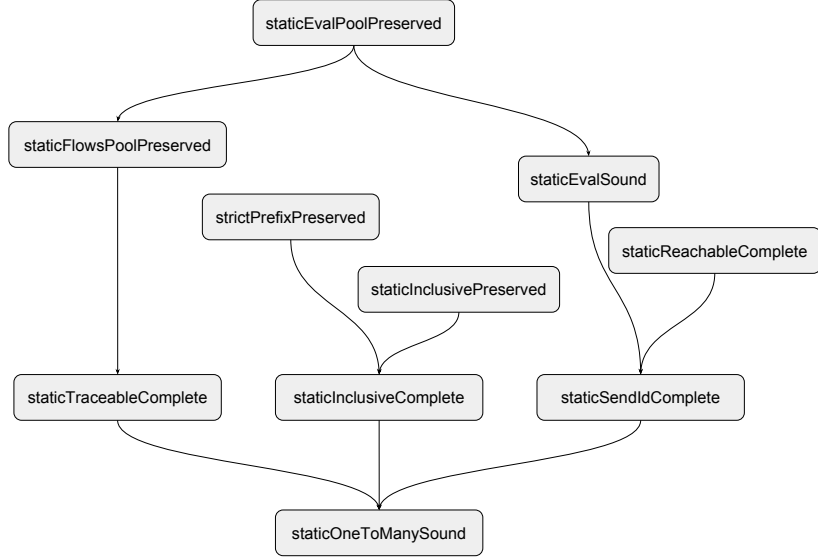 staticEvalPoolPreserved
staticFlowsPoolPreserved
staticEvalSound
strictPrefixPreserved
staticReachableComplete
staticInclusivePreserved
staticTraceableComplete
staticInclusiveComplete
staticSendIdComplete
staticOneToManySound